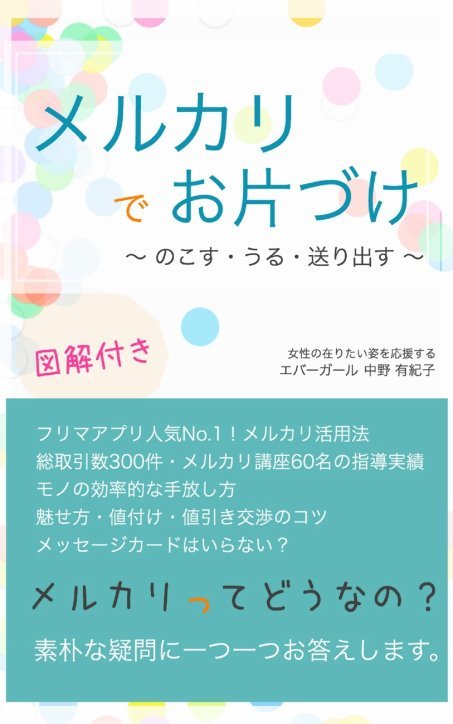 メルカリ
で お片づけ
〜 のこす・うる・送り出す 〜
図解付き
女性の在りたい姿を応援する
エバーガール 中野 有紀子
フリマアプリ人気No.1！メルカリ活用法
総取引数300件・メルカリ講座60名の指導実績
モノの効率的な手放し方
魅せ方・値付け・値引き交渉のコツ
メッセージカードはいらない？
メルカリってどうなの？
素朴な疑問に一つ一つお答えします。